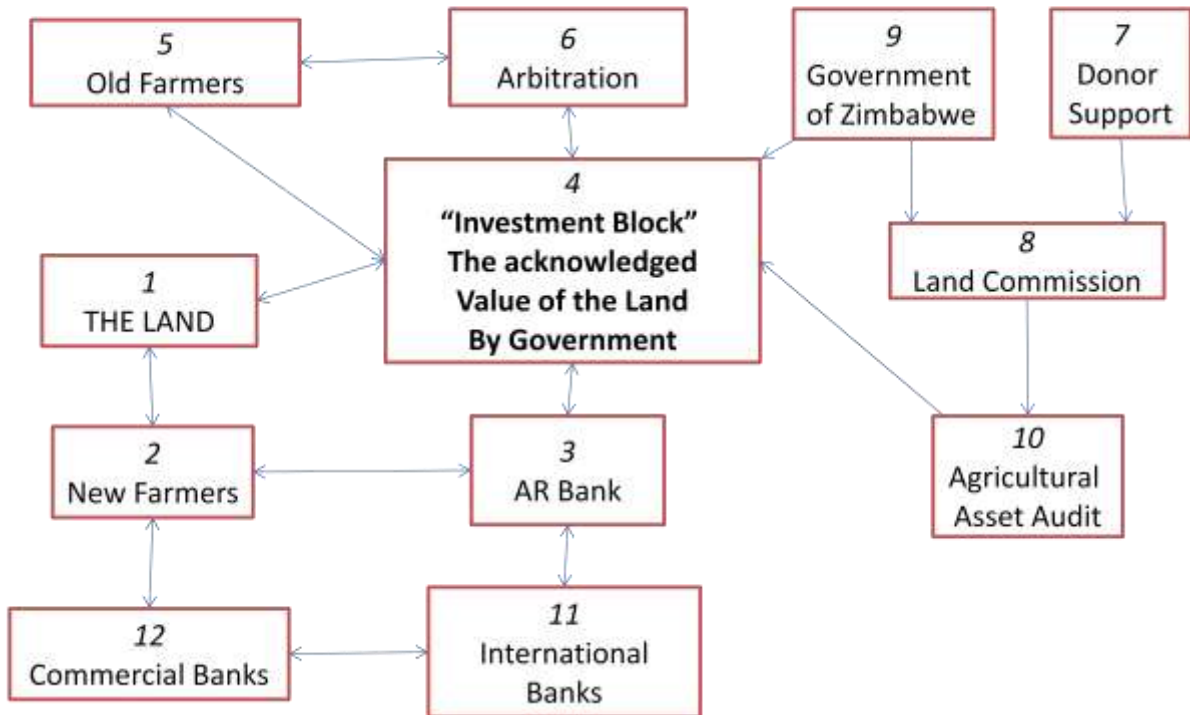 5
Old Farmers
6
Arbitration
9
Government
of Zimbabwe
7
Donor
Support
4
“Investment Block”
The acknowledged
Value of the Land
By Government
8
Land Commission
1
THE LAND
2
New Farmers
3
AR Bank
10
Agricultural
Asset Audit
12
Commercial Banks
11
International
Banks